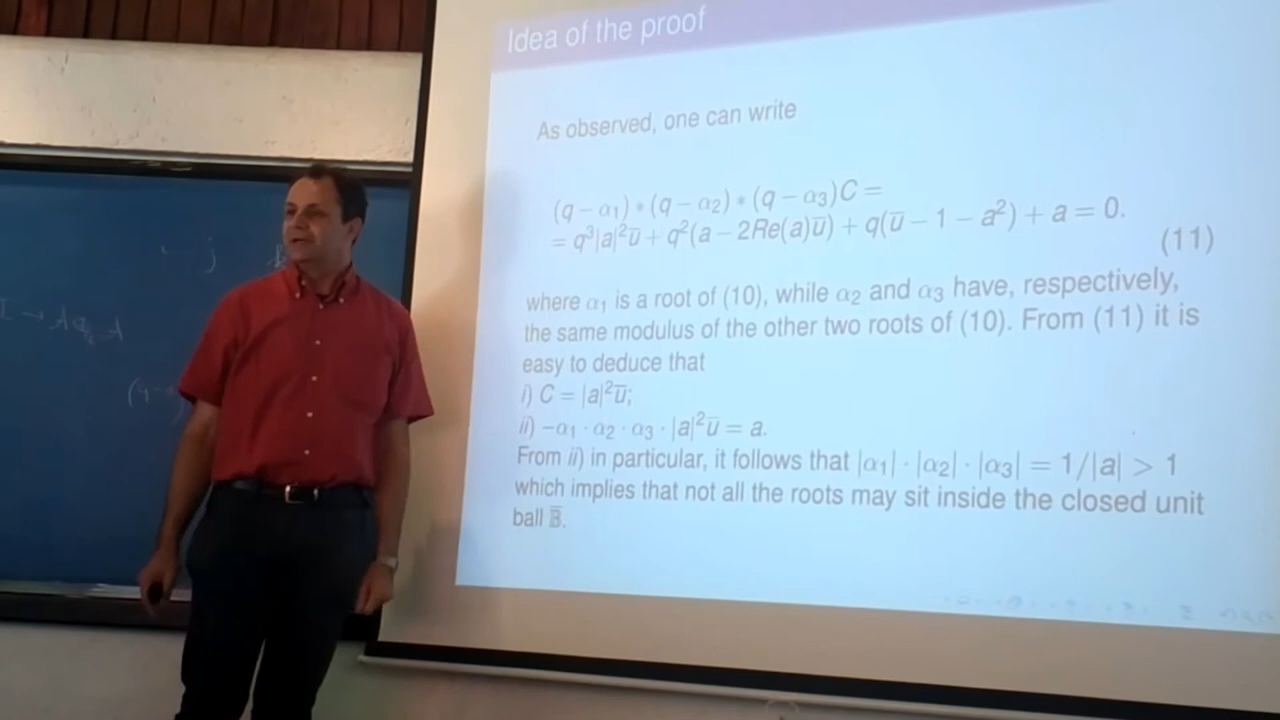 Idea of the proof
As observed, one can write
(q − α₁) * (q − α₂) * (q − α₃)C =
= q³|a|²u̅ + q²(a − 2Re(a)u̅) + q(u̅ − 1 − a²) + a = 0.
(11)
where α₁ is a root of (10), while α₂ and α₃ have, respectively,
the same modulus of the other two roots of (10). From (11) it is
easy to deduce that
i) C = |a|²u̅;
ii) −α₁ · α₂ · α₃ · |a|²u̅ = a.
From ii) in particular, it follows that |α₁| · |α₂| · |α₃| = 1/|a| > 1
which implies that not all the roots may sit inside the closed unit
ball 𝔹̅.